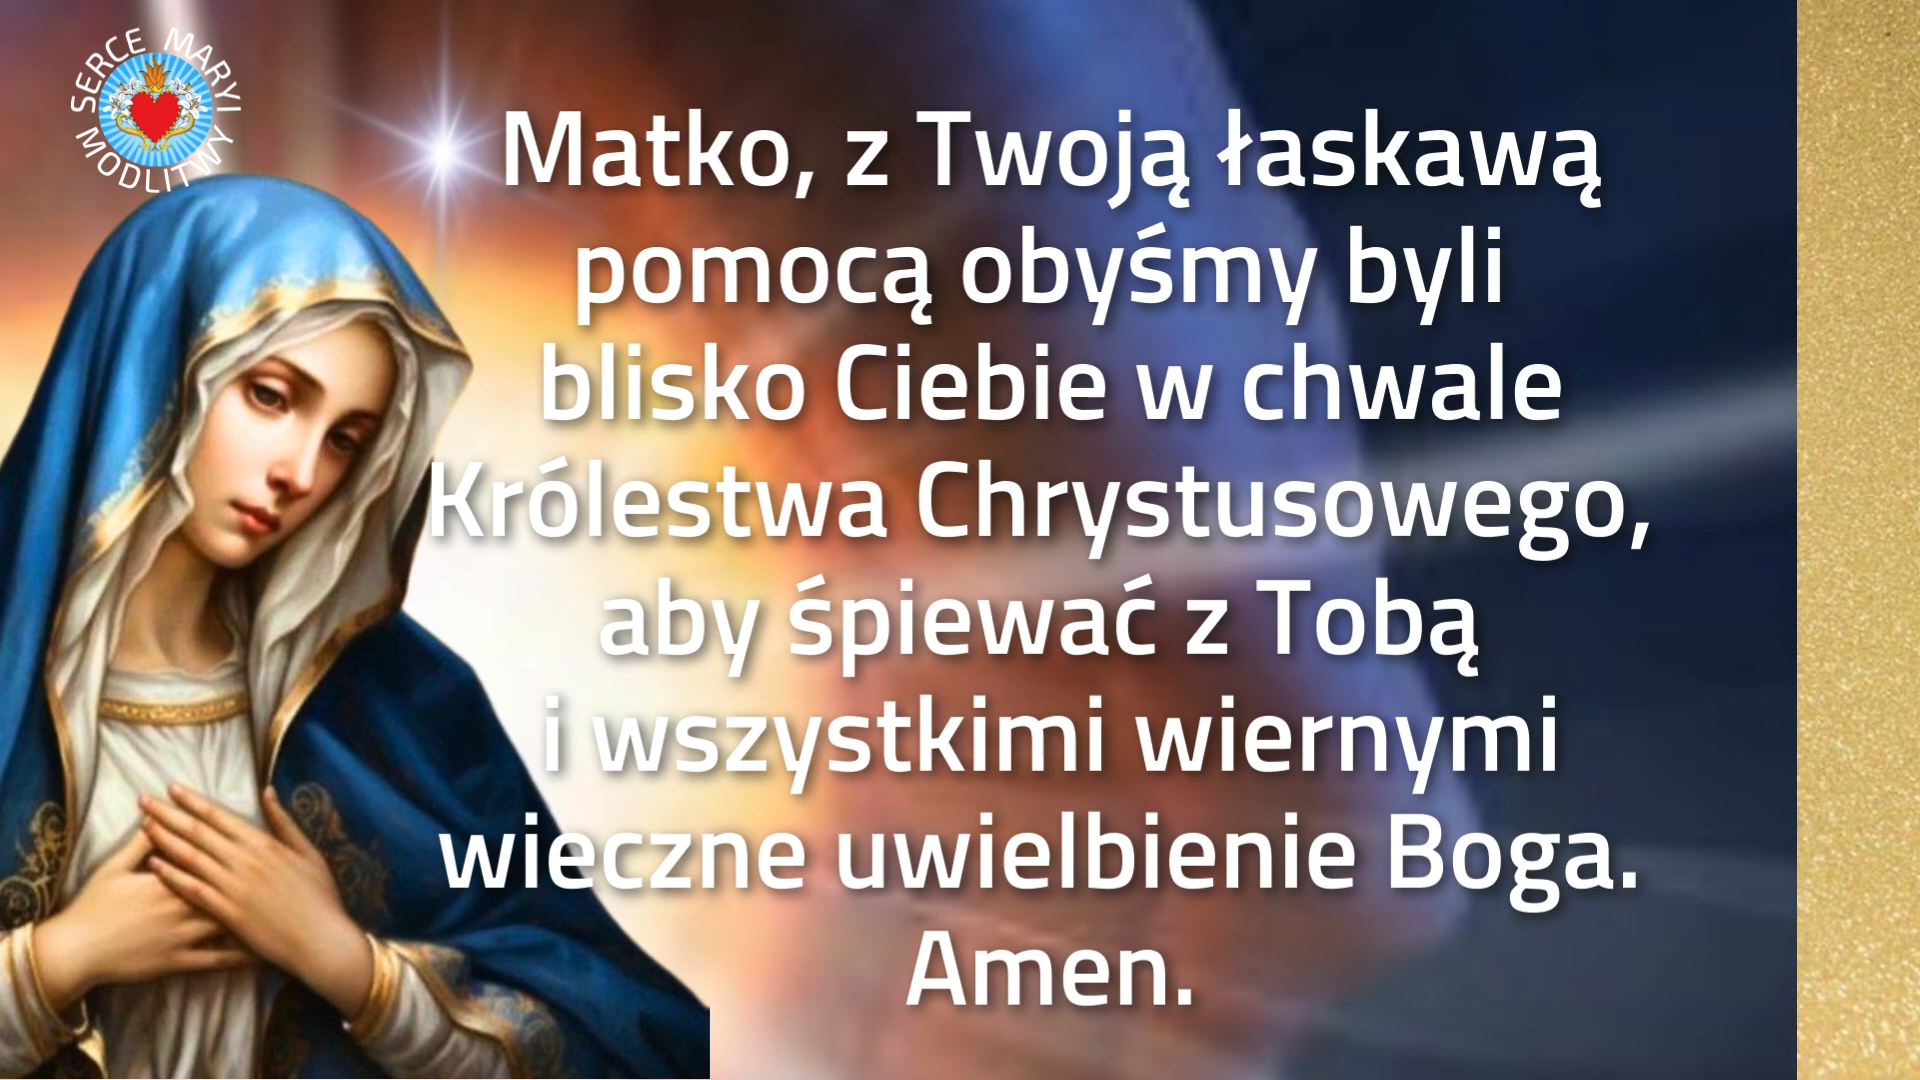 SERCE MARYI
MODLITWY
Matko, z Twoją łaskawą
pomocą obyśmy byli
blisko Ciebie w chwale
Królestwa Chrystusowego,
aby śpiewać z Tobą
i wszystkimi wiernymi
wieczne uwielbienie Boga.
Amen.